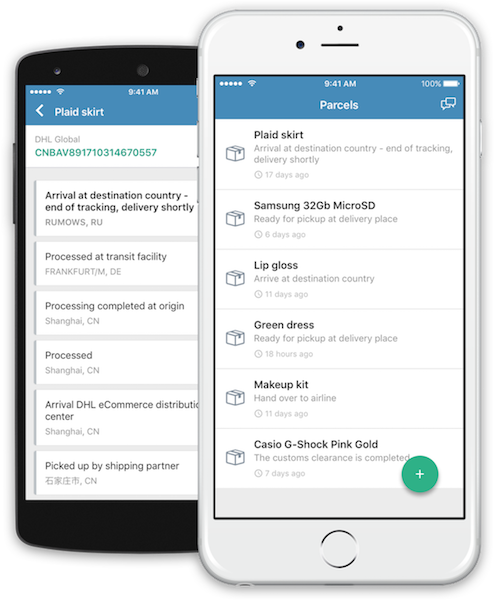 9:41 AM
Plaid skirt
DHL Global
CNBAV891710314670557
Arrival at destination country -
end of tracking, delivery shortly
RUMOWS, RU
Processed at transit facility
FRANKFURT/M, DE
Processing completed at origin
Shanghai, CN
Processed
Shanghai, CN
Arrival DHL eCommerce distributio
center
Shanghai, CN
Picked up by shipping partner
石家庄市, CN
9:41 AM
100%
Parcels
Plaid skirt
Arrival at destination country - end of tracking,
delivery shortly
17 days ago
Samsung 32Gb MicroSD
Ready for pickup at delivery place
6 days ago
Lip gloss
Arrive at destination country
11 days ago
Green dress
Ready for pickup at delivery place
18 hours ago
Makeup kit
Hand over to airline
11 days ago
Casio G-Shock Pink Gold
The customs clearance is completed
7 days ago
+